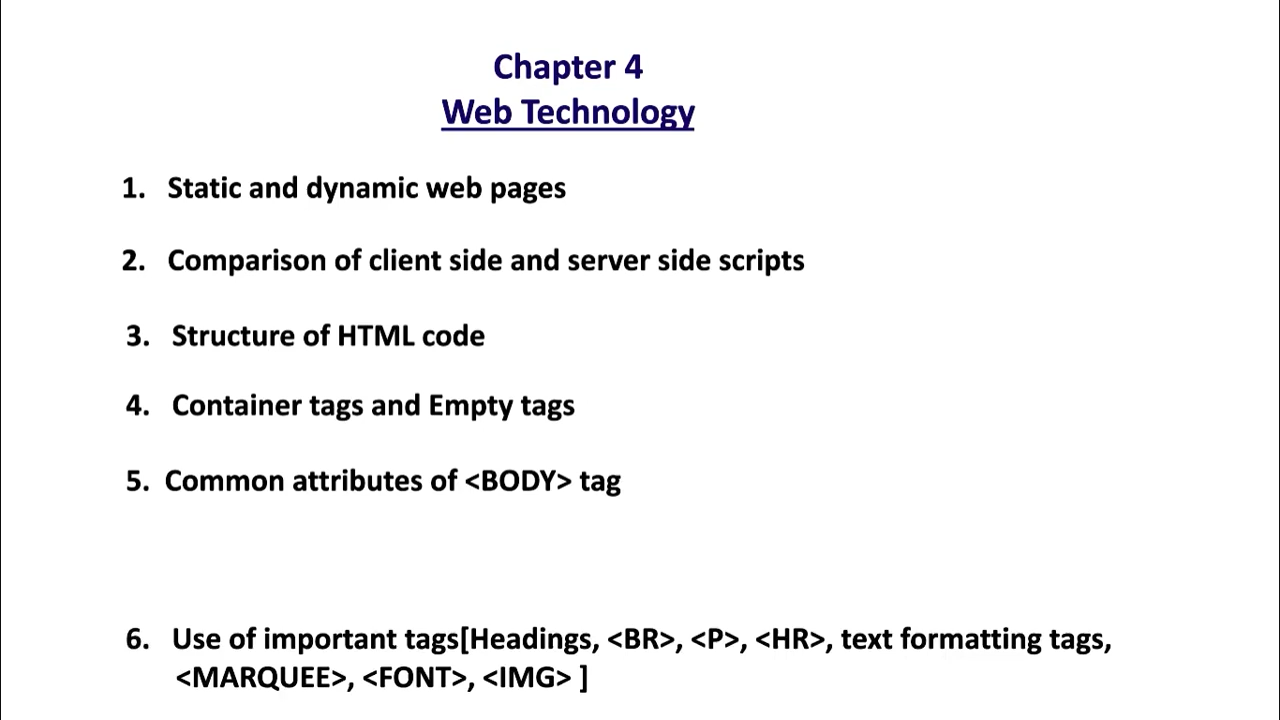 Chapter 4
Web Technology
1. Static and dynamic web pages
2. Comparison of client side and server side scripts
3. Structure of HTML code
4. Container tags and Empty tags
5. Common attributes of <BODY> tag
6. Use of important tags[Headings, <BR>, <P>, <HR>, text formatting tags,
<MARQUEE>, <FONT>, <IMG> ]